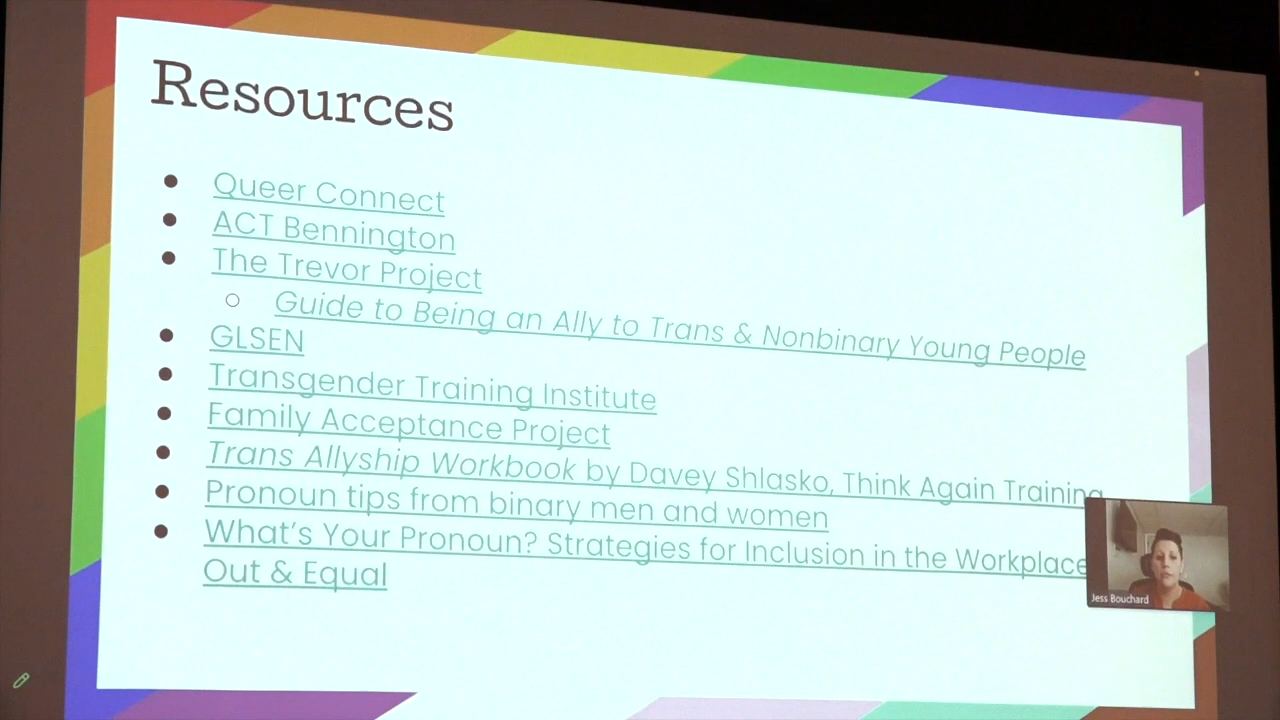 Resources
Queer Connect
ACT Bennington
The Trevor Project
Guide to Being an Ally to Trans & Nonbinary Young People
GLSEN
Transgender Training Institute
Family Acceptance Project
Trans Allyship Workbook by Davey Shlasko, Think Again Training
Pronoun tips from binary men and women
What's Your Pronoun? Strategies for Inclusion in the Workplace
Out & Equal
Jess Bouchard